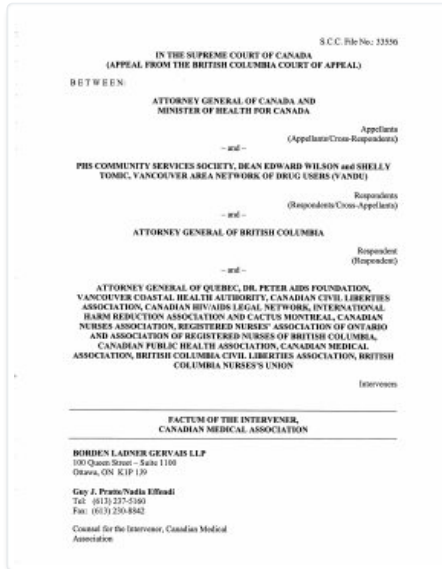 S.C.C. File No.: 33556
IN THE SUPREME COURT OF CANADA
(APPEAL FROM THE BRITISH COLUMBIA COURT OF APPEAL)
BETWEEN:
ATTORNEY GENERAL OF CANADA AND
MINISTER OF HEALTH FOR CANADA
Appellants
(Appellants/Cross-Respondents)
– and –
PHS COMMUNITY SERVICES SOCIETY, DEAN EDWARD WILSON and SHELLY
TOMIC, VANCOUVER AREA NETWORK OF DRUG USERS (VANDU)
Respondents
(Respondents/Cross-Appellants)
– and –
ATTORNEY GENERAL OF BRITISH COLUMBIA
Respondent
(Respondent)
– and –
ATTORNEY GENERAL OF QUEBEC, DR. PETER AIDS FOUNDATION,
VANCOUVER COASTAL HEALTH AUTHORITY, CANADIAN CIVIL LIBERTIES
ASSOCIATION, CANADIAN HIV/AIDS LEGAL NETWORK, INTERNATIONAL
HARM REDUCTION ASSOCIATION AND CACTUS MONTREAL, CANADIAN
NURSES ASSOCIATION, REGISTERED NURSES' ASSOCIATION OF ONTARIO
AND ASSOCIATION OF REGISTERED NURSES OF BRITISH COLUMBIA,
CANADIAN PUBLIC HEALTH ASSOCIATION, CANADIAN MEDICAL
ASSOCIATION, BRITISH COLUMBIA CIVIL LIBERTIES ASSOCIATION, BRITISH
COLUMBIA NURSES'S UNION
Interveners
FACTUM OF THE INTERVENER,
CANADIAN MEDICAL ASSOCIATION
BORDEN LADNER GERVAIS LLP
100 Queen Street – Suite 1100
Ottawa, ON K1P 1J9
Guy J. Pratte/Nadia Effendi
Tel: (613) 237-5160
Fax: (613) 230-8842
Counsel for the Intervener, Canadian Medical
Association